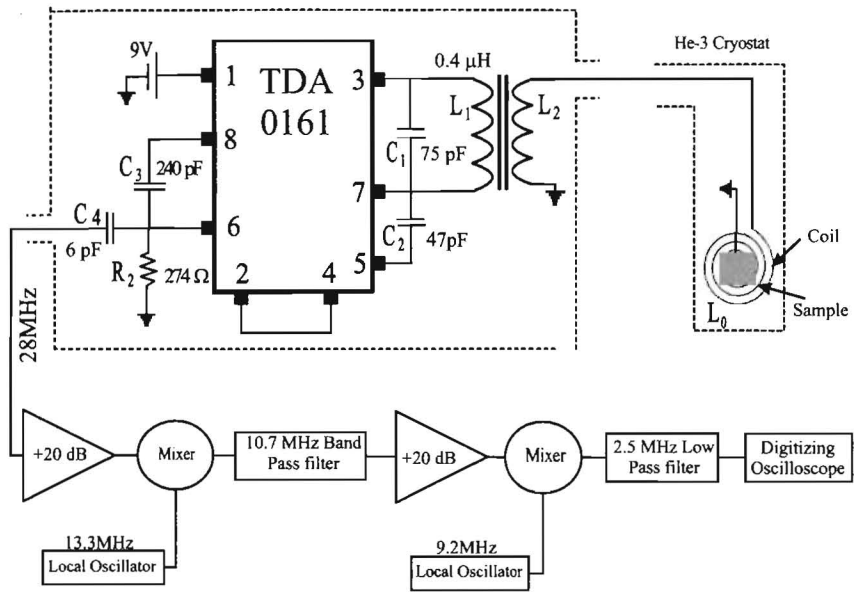 He-3 Cryostat
9V
TDA
0161
1
3
0.4 µH
L1
L2
8
C3
240 pF
C1
75 pF
7
C4
6 pF
6
C2
47pF
R2
274 Ω
2
4
5
Coil
Sample
L0
28MHz
+20 dB
Mixer
10.7 MHz Band
Pass filter
+20 dB
Mixer
2.5 MHz Low
Pass filter
Digitizing
Oscilloscope
13.3MHz
Local Oscillator
9.2MHz
Local Oscillator